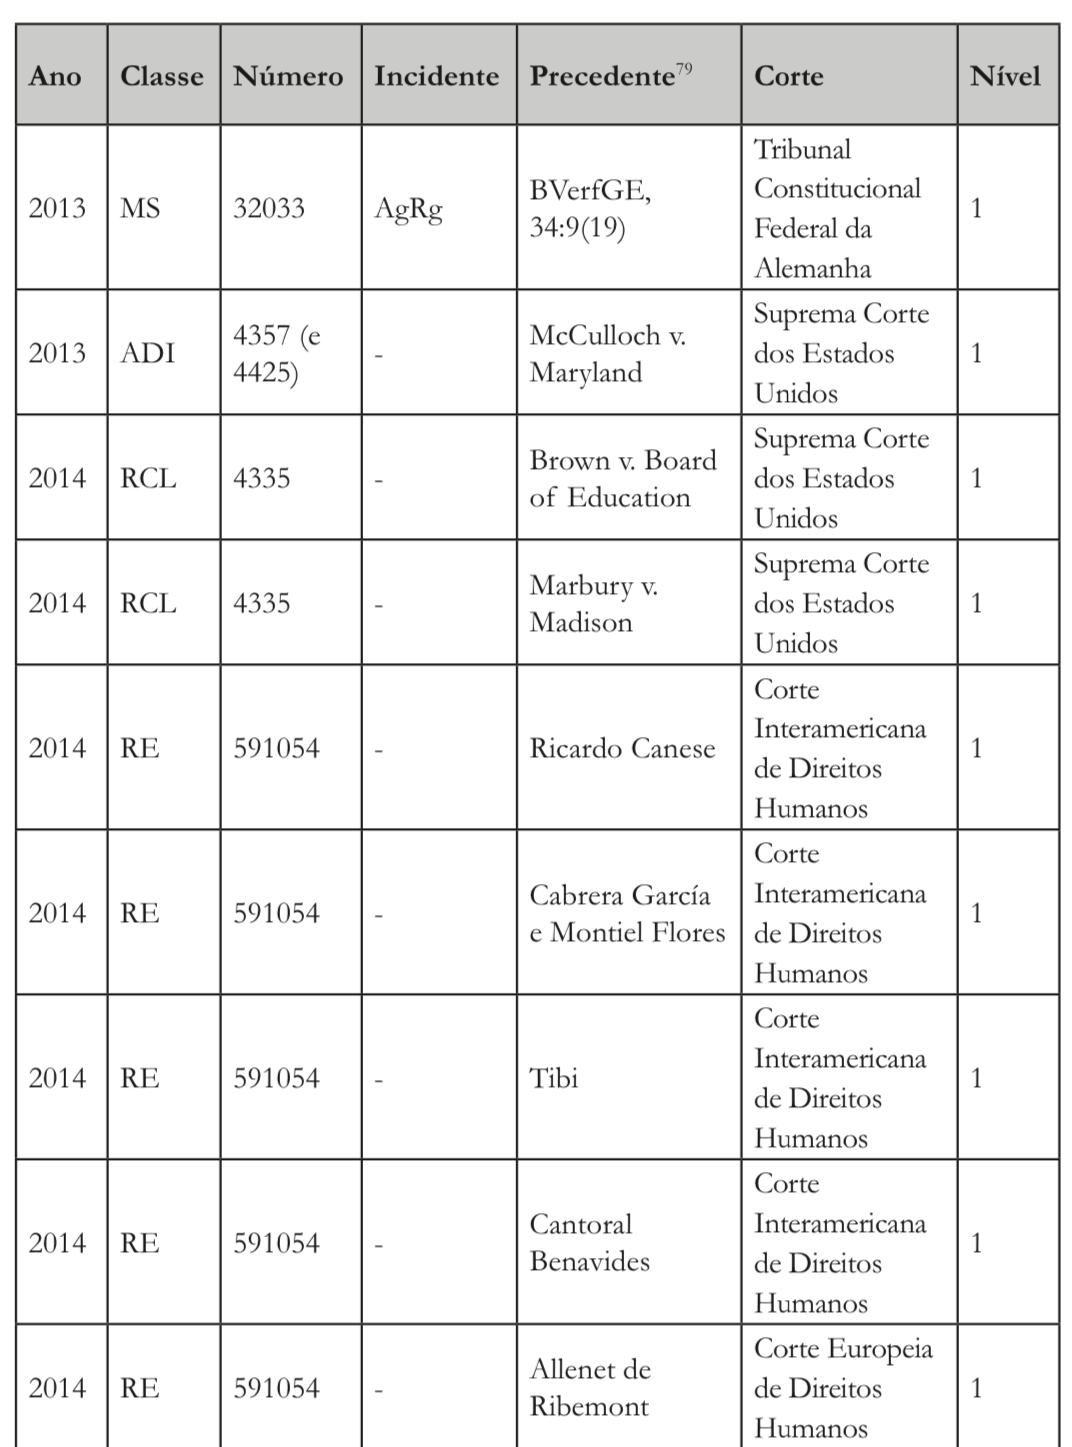 Ano Classe Número Incidente Precedente79 Corte Nível
2013 MS 32033 AgRg BVerfGE, 34:9(19) Tribunal Constitucional Federal da Alemanha 1
2013 ADI 4357 (e 4425) - McCulloch v. Maryland Suprema Corte dos Estados Unidos 1
2014 RCL 4335 - Brown v. Board of Education Suprema Corte dos Estados Unidos 1
2014 RCL 4335 - Marbury v. Madison Suprema Corte dos Estados Unidos 1
2014 RE 591054 - Ricardo Canese Corte Interamericana de Direitos Humanos 1
2014 RE 591054 - Cabrera García e Montiel Flores Corte Interamericana de Direitos Humanos 1
2014 RE 591054 - Tibi Corte Interamericana de Direitos Humanos 1
2014 RE 591054 - Cantoral Benavides Corte Interamericana de Direitos Humanos 1
2014 RE 591054 - Allenet de Ribemont Corte Europeia de Direitos Humanos 1